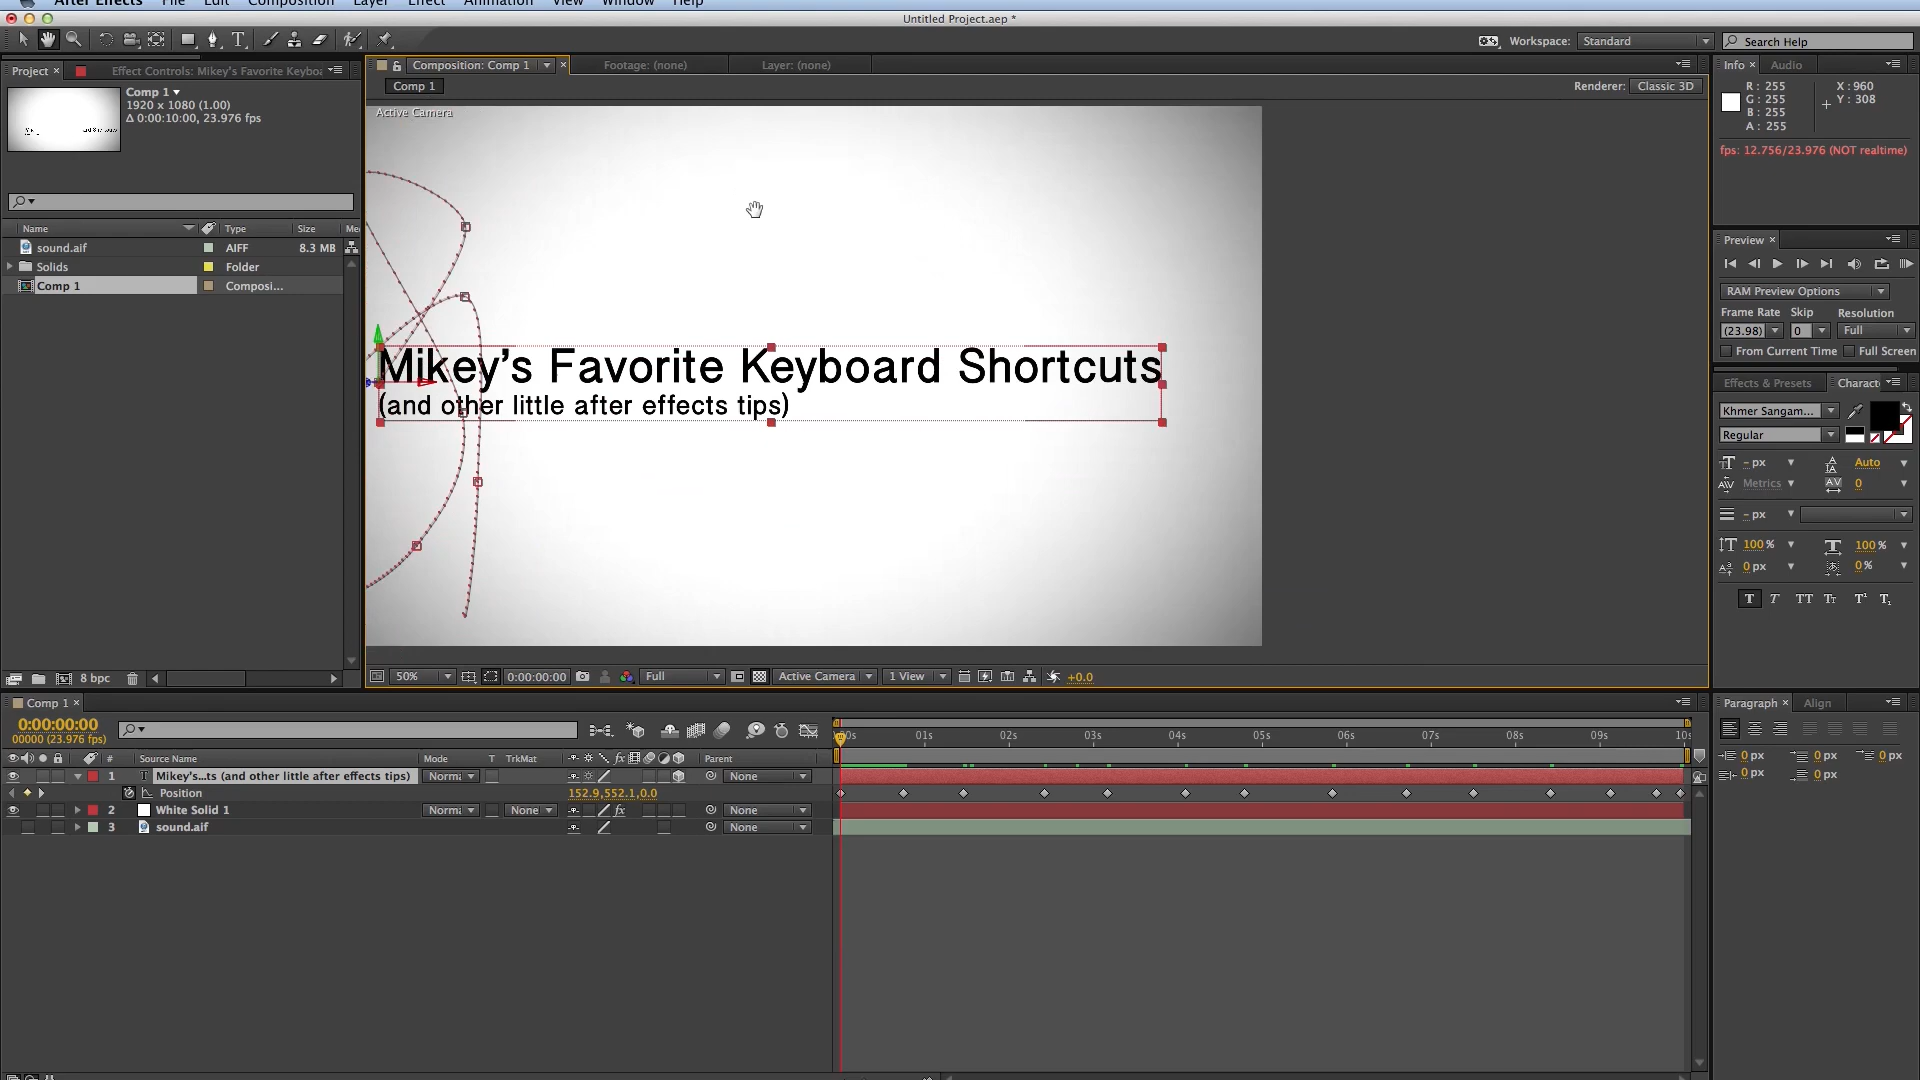 After Effects File Edit Composition Layer Effect Animation View Window Help
Untitled Project.aep *
Workspace: Standard Search Help
Project × Effect Controls: Mikey's Favorite Keybo
Comp 1
1920 x 1080 (1.00)
Δ 0:00:10:00, 23.976 fps
Name Type Size Me
sound.aif AIFF 8.3 MB
Solids Folder
Comp 1 Composi...
8 bpc
Composition: Comp 1 × Footage: (none) Layer: (none)
Comp 1 Renderer: Classic 3D
Active Camera
Mikey's Favorite Keyboard Shortcuts
(and other little after effects tips)
50% 0:00:00:00 Full Active Camera 1 View +0.0
Info × Audio
R : 255 X : 960
G : 255 Y : 308
B : 255
A : 255
fps: 12.756/23.976 (NOT realtime)
Preview ×
RAM Preview Options
Frame Rate Skip Resolution
(23.98) 0 Full
From Current Time Full Screen
Effects & Presets Charact
Khmer Sangam...
Regular
- px Auto
Metrics 0
- px
100 % 100 %
0 px 0 %
T T TT Tt T¹ T₁
Paragraph × Align
0 px 0 px 0 px
0 px 0 px
Comp 1 ×
0:00:00:00
00000 (23.976 fps)
# Source Name Mode T TrkMat fx Parent
1 T Mikey's...ts (and other little after effects tips) Norma None
Position 152.9,552.1,0.0
2 White Solid 1 Norma None fx None
3 sound.aif None
00s 01s 02s 03s 04s 05s 06s 07s 08s 09s 10s